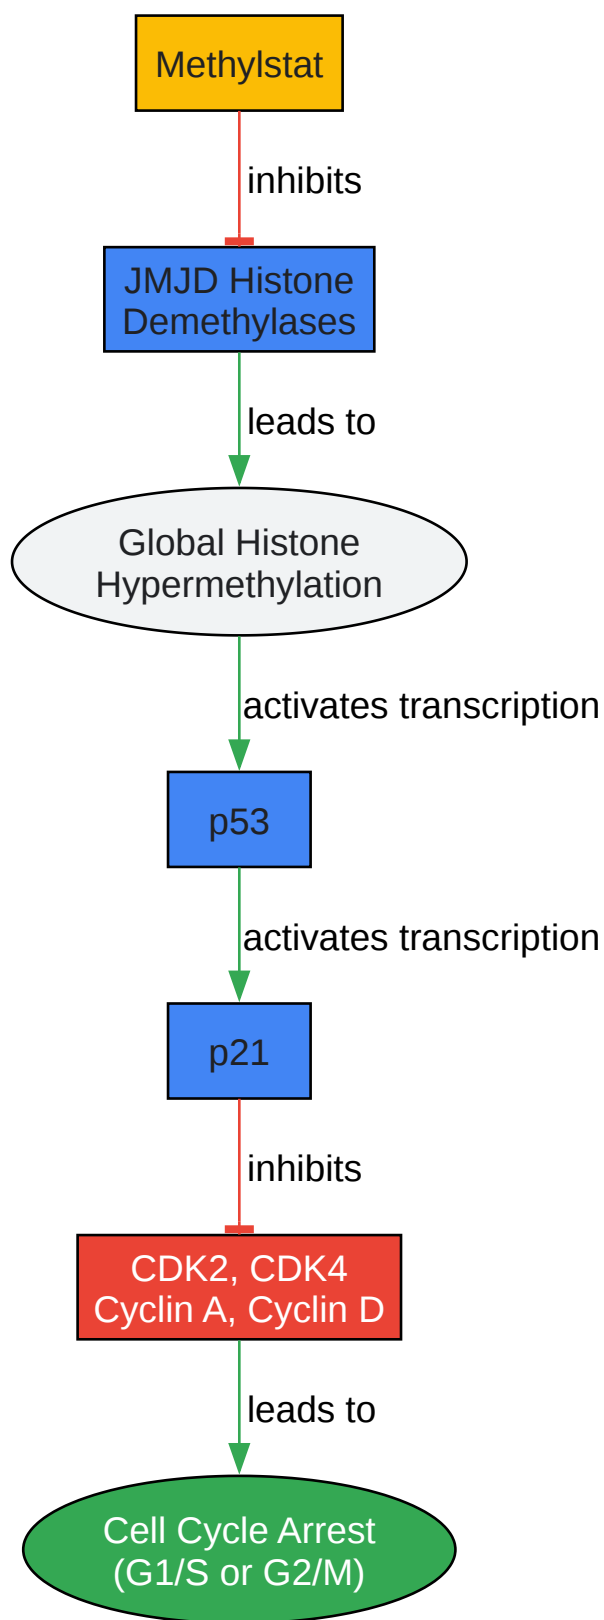 Methylstat
inhibits
JMJD Histone
Demethylases
leads to
Global Histone
Hypermethylation
activates transcription
p53
activates transcription
p21
inhibits
CDK2, CDK4
Cyclin A, Cyclin D
leads to
Cell Cycle Arrest
(G1/S or G2/M)